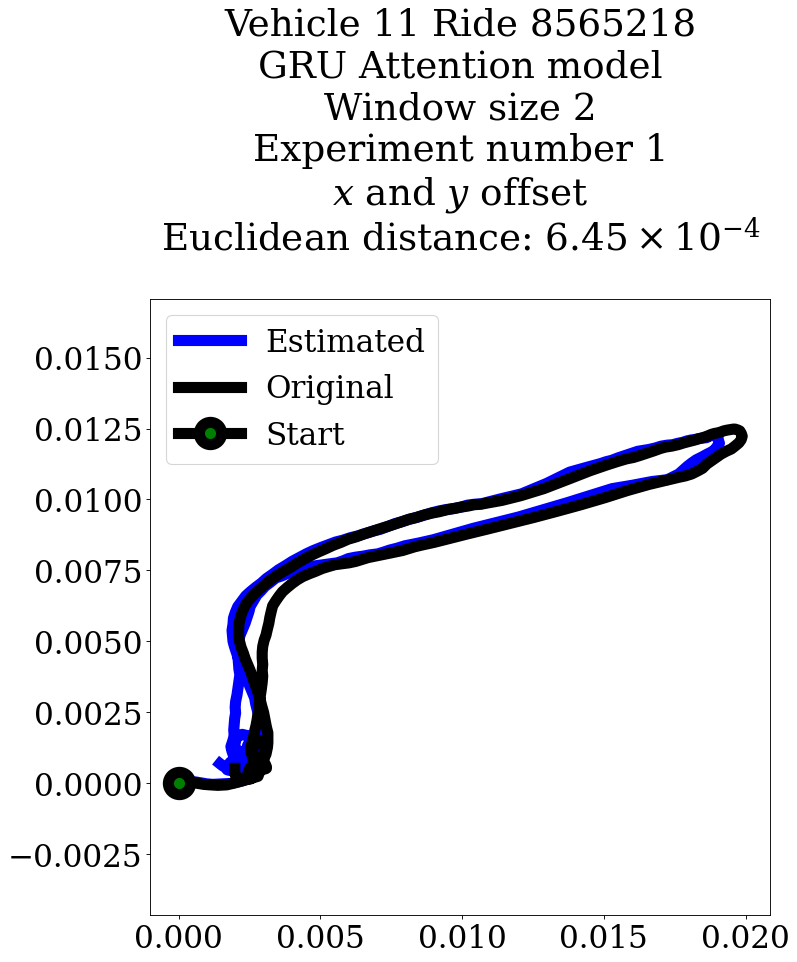 Vehicle 11 Ride 8565218
GRU Attention model
Window size 2
Experiment number 1
x and y offset
Euclidean distance: 6.45 × 10⁻⁴
Estimated
Original
Start
0.0150
0.0125
0.0100
0.0075
0.0050
0.0025
0.0000
−0.0025
0.000 0.005 0.010 0.015 0.020